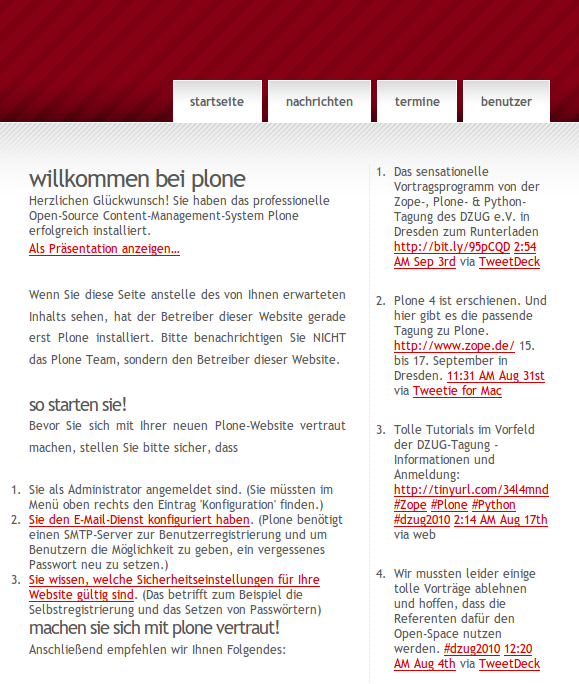 startseite
nachrichten
termine
benutzer
willkommen bei plone
Herzlichen Glückwunsch! Sie haben das professionelle
Open-Source Content-Management-System Plone
erfolgreich installiert.
Als Präsentation anzeigen...
Wenn Sie diese Seite anstelle des von Ihnen erwarteten
Inhalts sehen, hat der Betreiber dieser Website gerade
erst Plone installiert. Bitte benachrichtigen Sie NICHT
das Plone Team, sondern den Betreiber dieser Website.
so starten sie!
Bevor Sie sich mit Ihrer neuen Plone-Website vertraut
machen, stellen Sie bitte sicher, dass
1. Sie als Administrator angemeldet sind. (Sie müssten im
Menü oben rechts den Eintrag 'Konfiguration' finden.)
2. Sie den E-Mail-Dienst konfiguriert haben. (Plone benötigt
einen SMTP-Server zur Benutzerregistrierung und um
Benutzern die Möglichkeit zu geben, ein vergessenes
Passwort neu zu setzen.)
3. Sie wissen, welche Sicherheitseinstellungen für Ihre
Website gültig sind. (Das betrifft zum Beispiel die
Selbstregistrierung und das Setzen von Passwörtern)
machen sie sich mit plone vertraut!
Anschließend empfehlen wir Ihnen Folgendes:
1. Das sensationelle
Vortragsprogramm von der
Zope-, Plone- & Python-
Tagung des DZUG e.V. in
Dresden zum Runterladen
http://bit.ly/95pCQD 2:54
AM Sep 3rd via TweetDeck
2. Plone 4 ist erschienen. Und
hier gibt es die passende
Tagung zu Plone.
http://www.zope.de/ 15.
bis 17. September in
Dresden. 11:31 AM Aug 31st
via Tweetie for Mac
3. Tolle Tutorials im Vorfeld
der DZUG-Tagung -
Informationen und
Anmeldung:
http://tinyurl.com/34l4mnd
#Zope #Plone #Python
#dzug2010 2:14 AM Aug 17th
via web
4. Wir mussten leider einige
tolle Vorträge ablehnen
und hoffen, dass die
Referenten dafür den
Open-Space nutzen
werden. #dzug2010 12:20
AM Aug 4th via TweetDeck